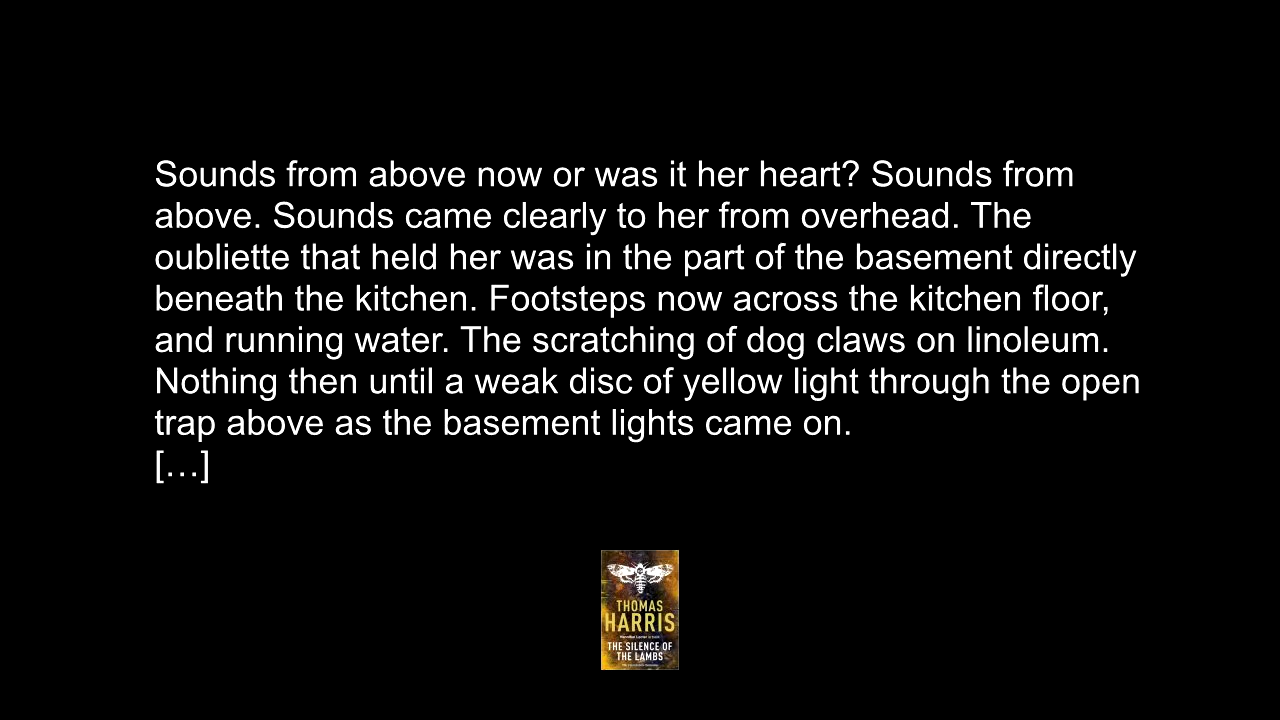 Sounds from above now or was it her heart? Sounds from
above. Sounds came clearly to her from overhead. The
oubliette that held her was in the part of the basement directly
beneath the kitchen. Footsteps now across the kitchen floor,
and running water. The scratching of dog claws on linoleum.
Nothing then until a weak disc of yellow light through the open
trap above as the basement lights came on.
[…]
THOMAS
HARRIS
THE SILENCE OF
THE LAMBS